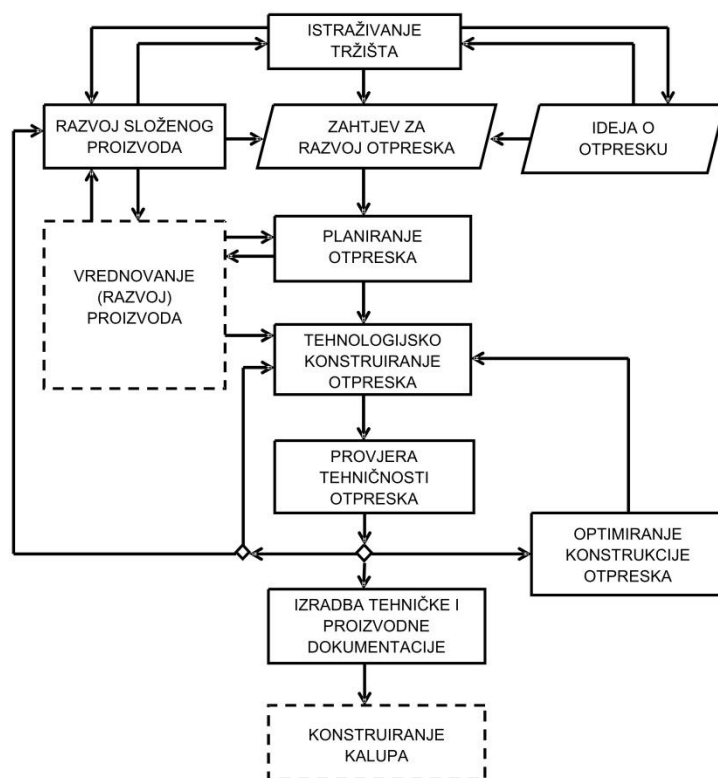 ISTRAŽIVANJE
TRŽIŠTA
RAZVOJ SLOŽENOG
PROIZVODA
ZAHTJEV ZA
RAZVOJ OTPRESKA
IDEJA O
OTPRESKU
VREDNOVANJE
(RAZVOJ)
PROIZVODA
PLANIRANJE
OTPRESKA
TEHNOLOGIJSKO
KONSTRUIRANJE
OTPRESKA
PROVJERA
TEHNIČNOSTI
OTPRESKA
OPTIMIRANJE
KONSTRUKCIJE
OTPRESKA
IZRADBA TEHNIČKE I
PROIZVODNE
DOKUMENTACIJE
KONSTRUIRANJE
KALUPA